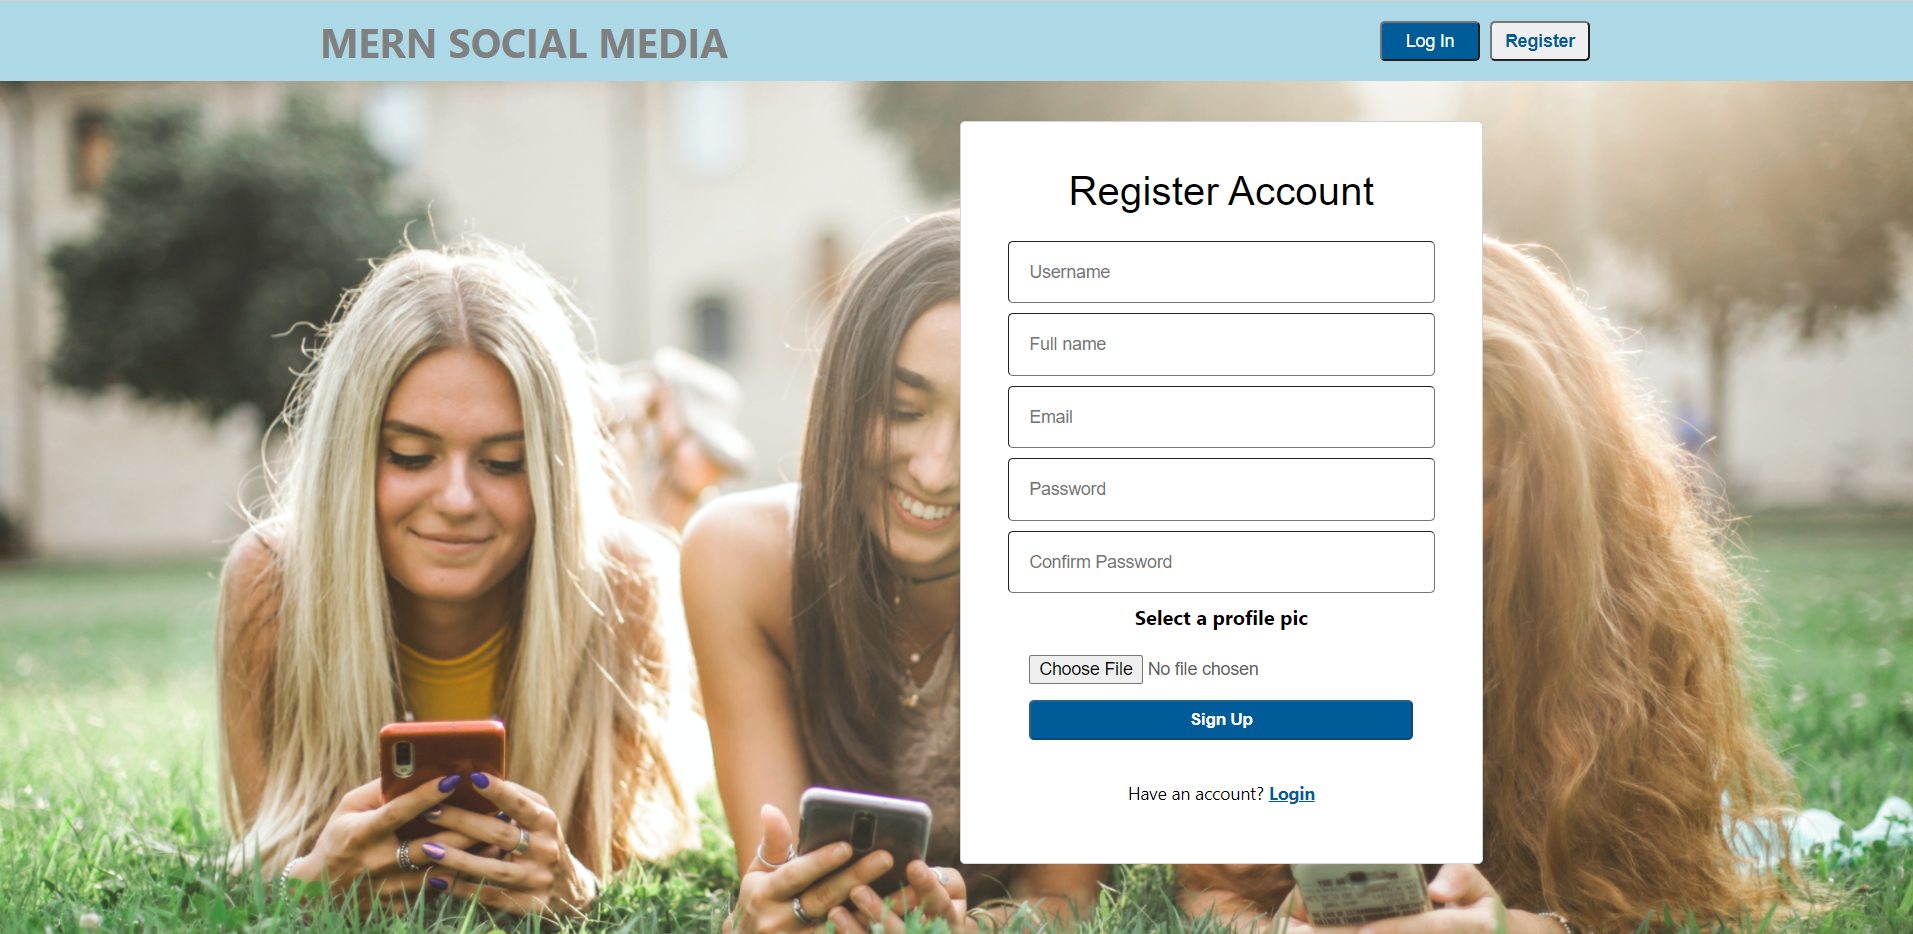 MERN SOCIAL MEDIA
Log In
Register
Register Account
Username
Full name
Email
Password
Confirm Password
Select a profile pic
Choose File No file chosen
Sign Up
Have an account? Login